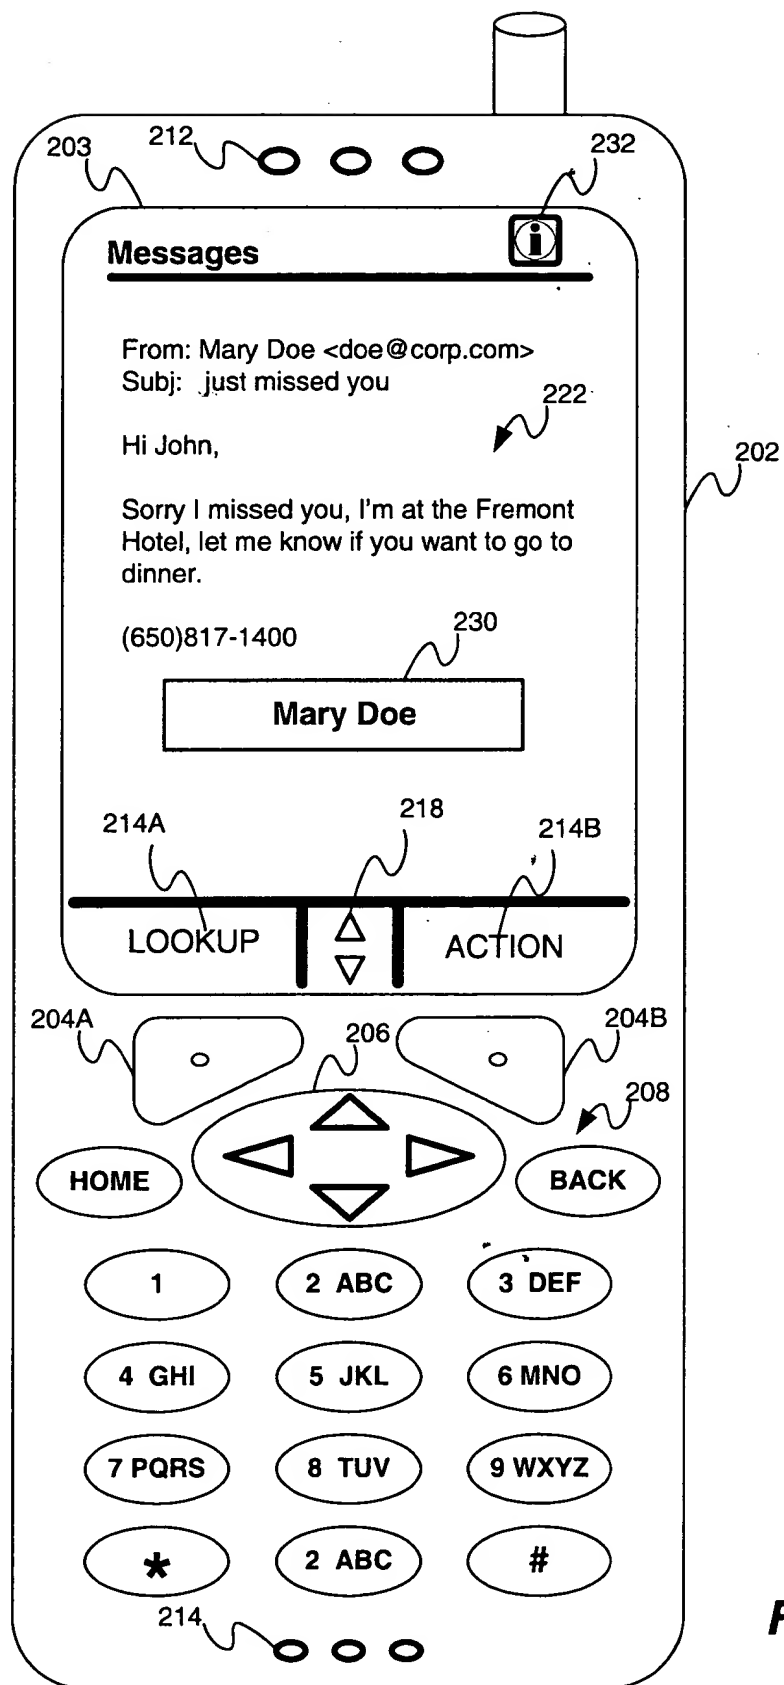 212
203
232
Messages
i
From: Mary Doe <doe@corp.com>
Subj: just missed you
222
Hi John,
202
Sorry I missed you, I'm at the Fremont
Hotel, let me know if you want to go to
dinner.
(650)817-1400
230
Mary Doe
214A
218
214B
LOOKUP
ACTION
204A
206
204B
208
HOME
BACK
1
2 ABC
3 DEF
4 GHI
5 JKL
6 MNO
7 PQRS
8 TUV
9 WXYZ
*
2 ABC
#
214